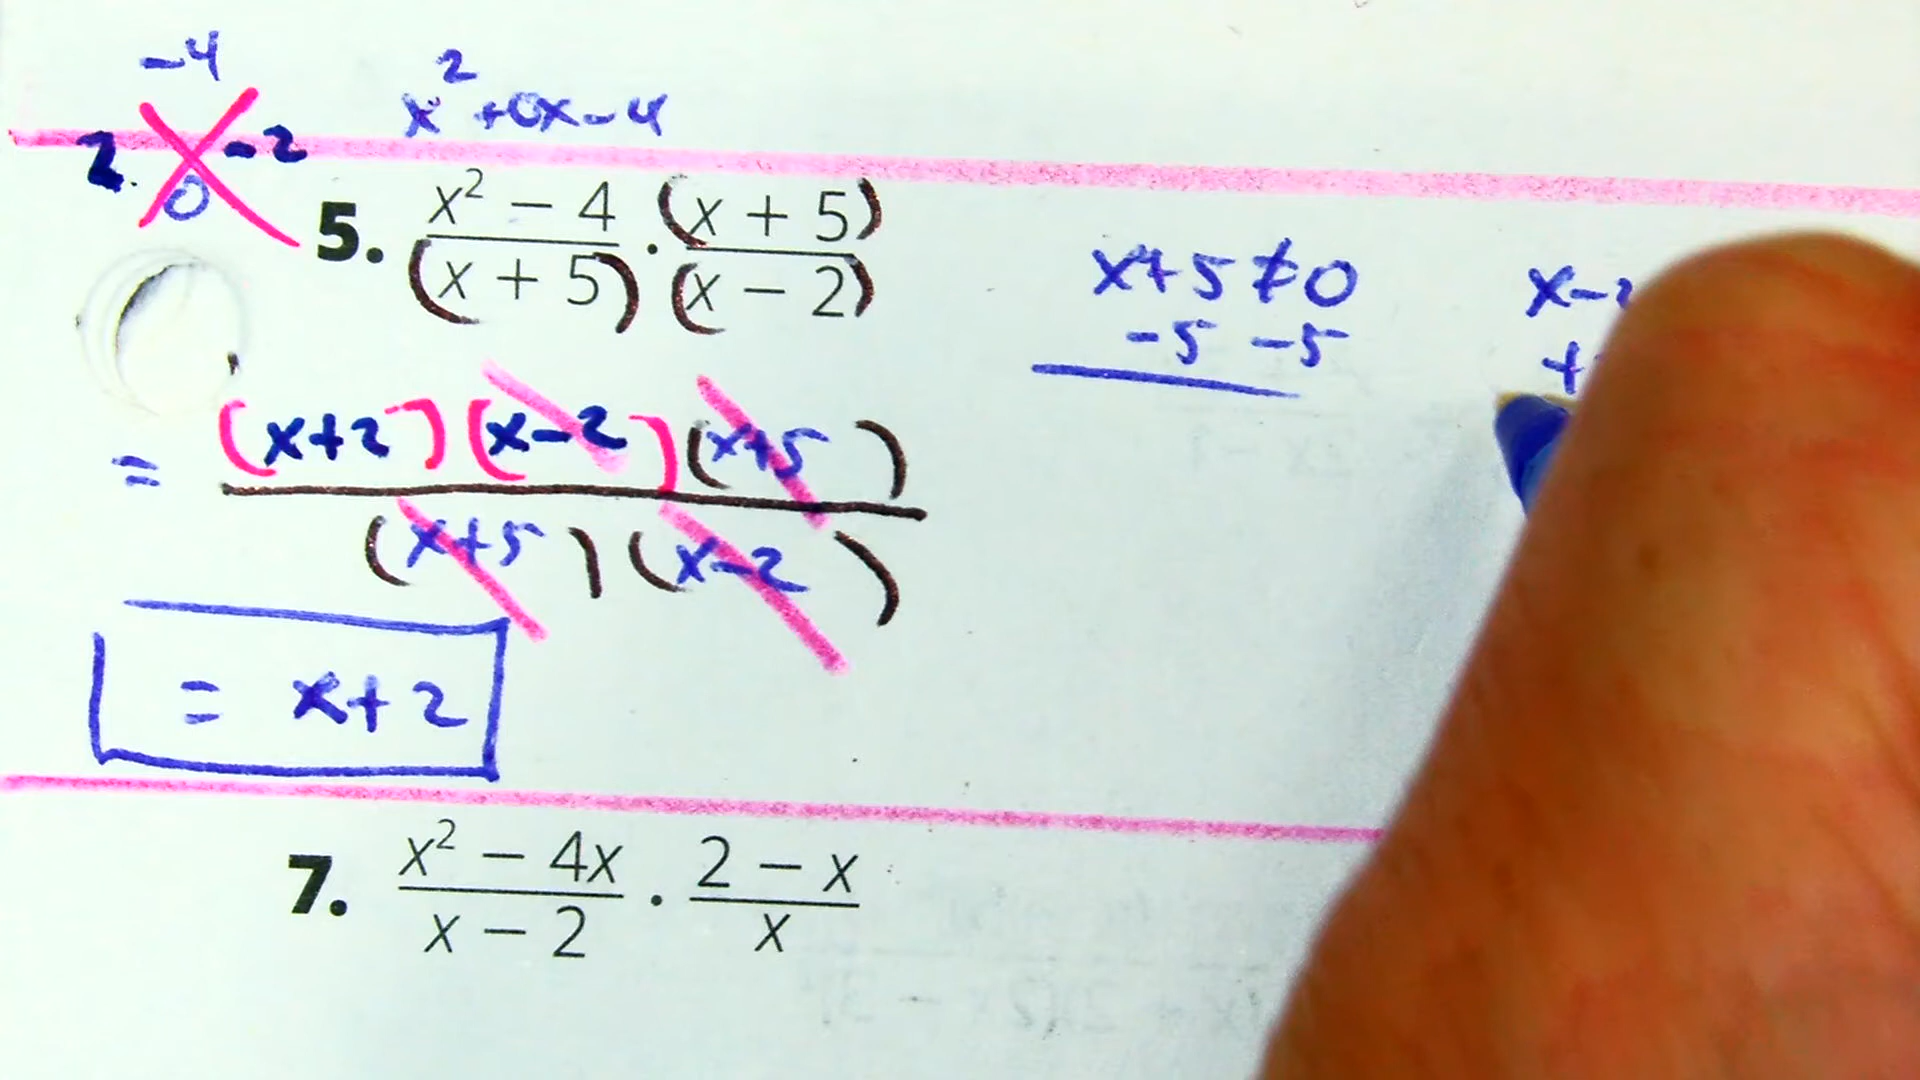 -4
x² +0x-4
2 -2
0
5. x² − 4 / (x + 5) · (x + 5) / (x − 2)
x+5≠0
-5 -5
x-2
+
= (x+2)(x-2)(x+5) / (x+5)(x-2)
= x+2
7. x² − 4x / x − 2 · 2 − x / x